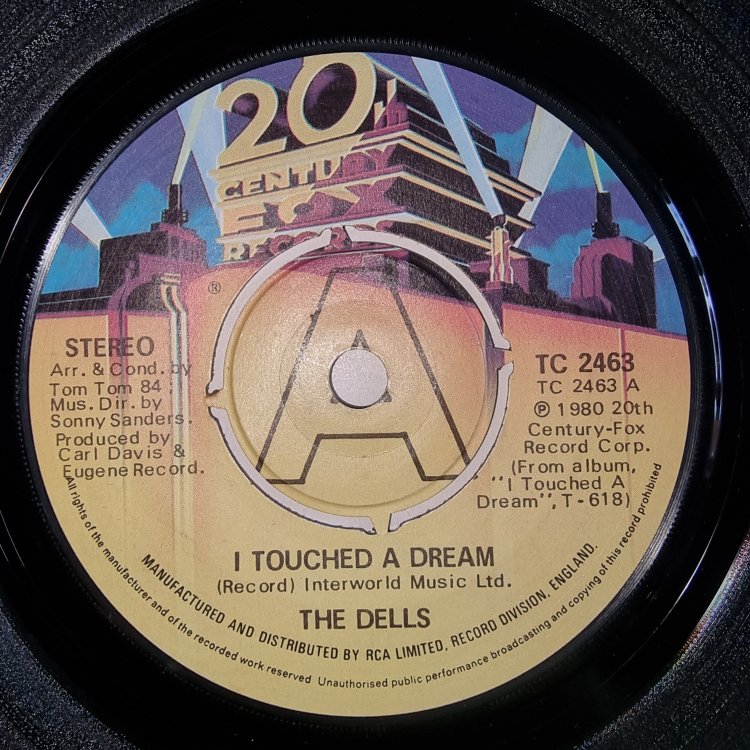 20th
CENTURY
FOX
RECORDS
®
A
STEREO
Arr. & Cond. by
Tom Tom 84;
Mus. Dir. by
Sonny Sanders.
Produced by
Carl Davis &
Eugene Record.
TC 2463
TC 2463 A
℗ 1980 20th
Century-Fox
Record Corp.
(From album,
"I Touched A
Dream", T-618)
I TOUCHED A DREAM
(Record) Interworld Music Ltd.
THE DELLS
MANUFACTURED AND DISTRIBUTED BY RCA LIMITED, RECORD DIVISION, ENGLAND.
All rights of the manufacturer and of the recorded work reserved Unauthorised public performance broadcasting and copying of this record prohibited